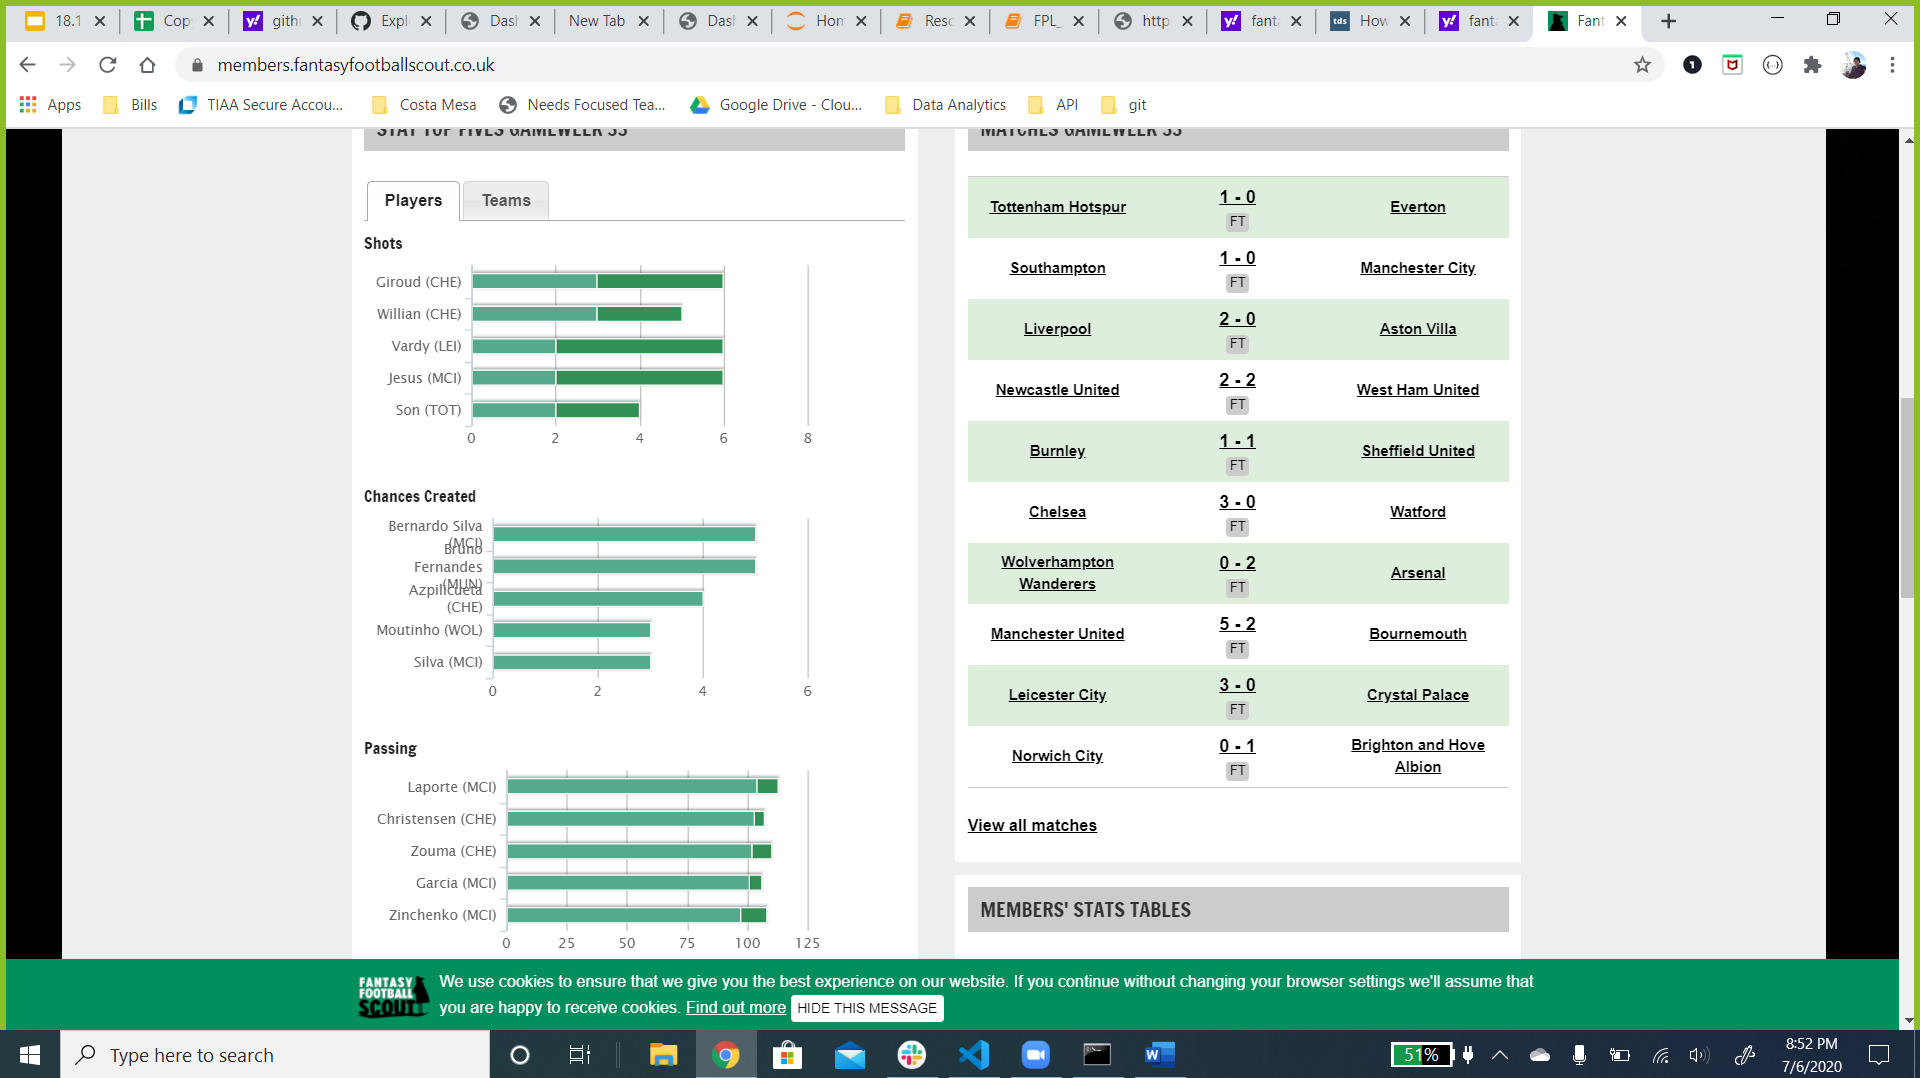 18.1
Cop
gith
Expl
Dash
New Tab
Dash
Hom
Reso
FPL_
http
fanta
How
fanta
Fant
members.fantasyfootballscout.co.uk
Apps
Bills
TIAA Secure Accou...
Costa Mesa
Needs Focused Tea...
Google Drive - Clou...
Data Analytics
API
git
STAT TOP FIVES GAMEWEEK 33
Players
Teams
Shots
Giroud (CHE)
Willian (CHE)
Vardy (LEI)
Jesus (MCI)
Son (TOT)
0 2 4 6 8
Chances Created
Bernardo Silva
(MCI)
Bruno
Fernandes
(MUN)
Azpilicueta
(CHE)
Moutinho (WOL)
Silva (MCI)
0 2 4 6
Passing
Laporte (MCI)
Christensen (CHE)
Zouma (CHE)
Garcia (MCI)
Zinchenko (MCI)
0 25 50 75 100 125
MATCHES GAMEWEEK 33
Tottenham Hotspur 1 - 0 Everton
FT
Southampton 1 - 0 Manchester City
FT
Liverpool 2 - 0 Aston Villa
FT
Newcastle United 2 - 2 West Ham United
FT
Burnley 1 - 1 Sheffield United
FT
Chelsea 3 - 0 Watford
FT
Wolverhampton
Wanderers 0 - 2 Arsenal
FT
Manchester United 5 - 2 Bournemouth
FT
Leicester City 3 - 0 Crystal Palace
FT
Norwich City 0 - 1 Brighton and Hove
Albion
FT
View all matches
MEMBERS' STATS TABLES
FANTASY
FOOTBALL
SCOUT
We use cookies to ensure that we give you the best experience on our website. If you continue without changing your browser settings we'll assume that
you are happy to receive cookies. Find out more HIDE THIS MESSAGE
Type here to search
51%
8:52 PM
7/6/2020